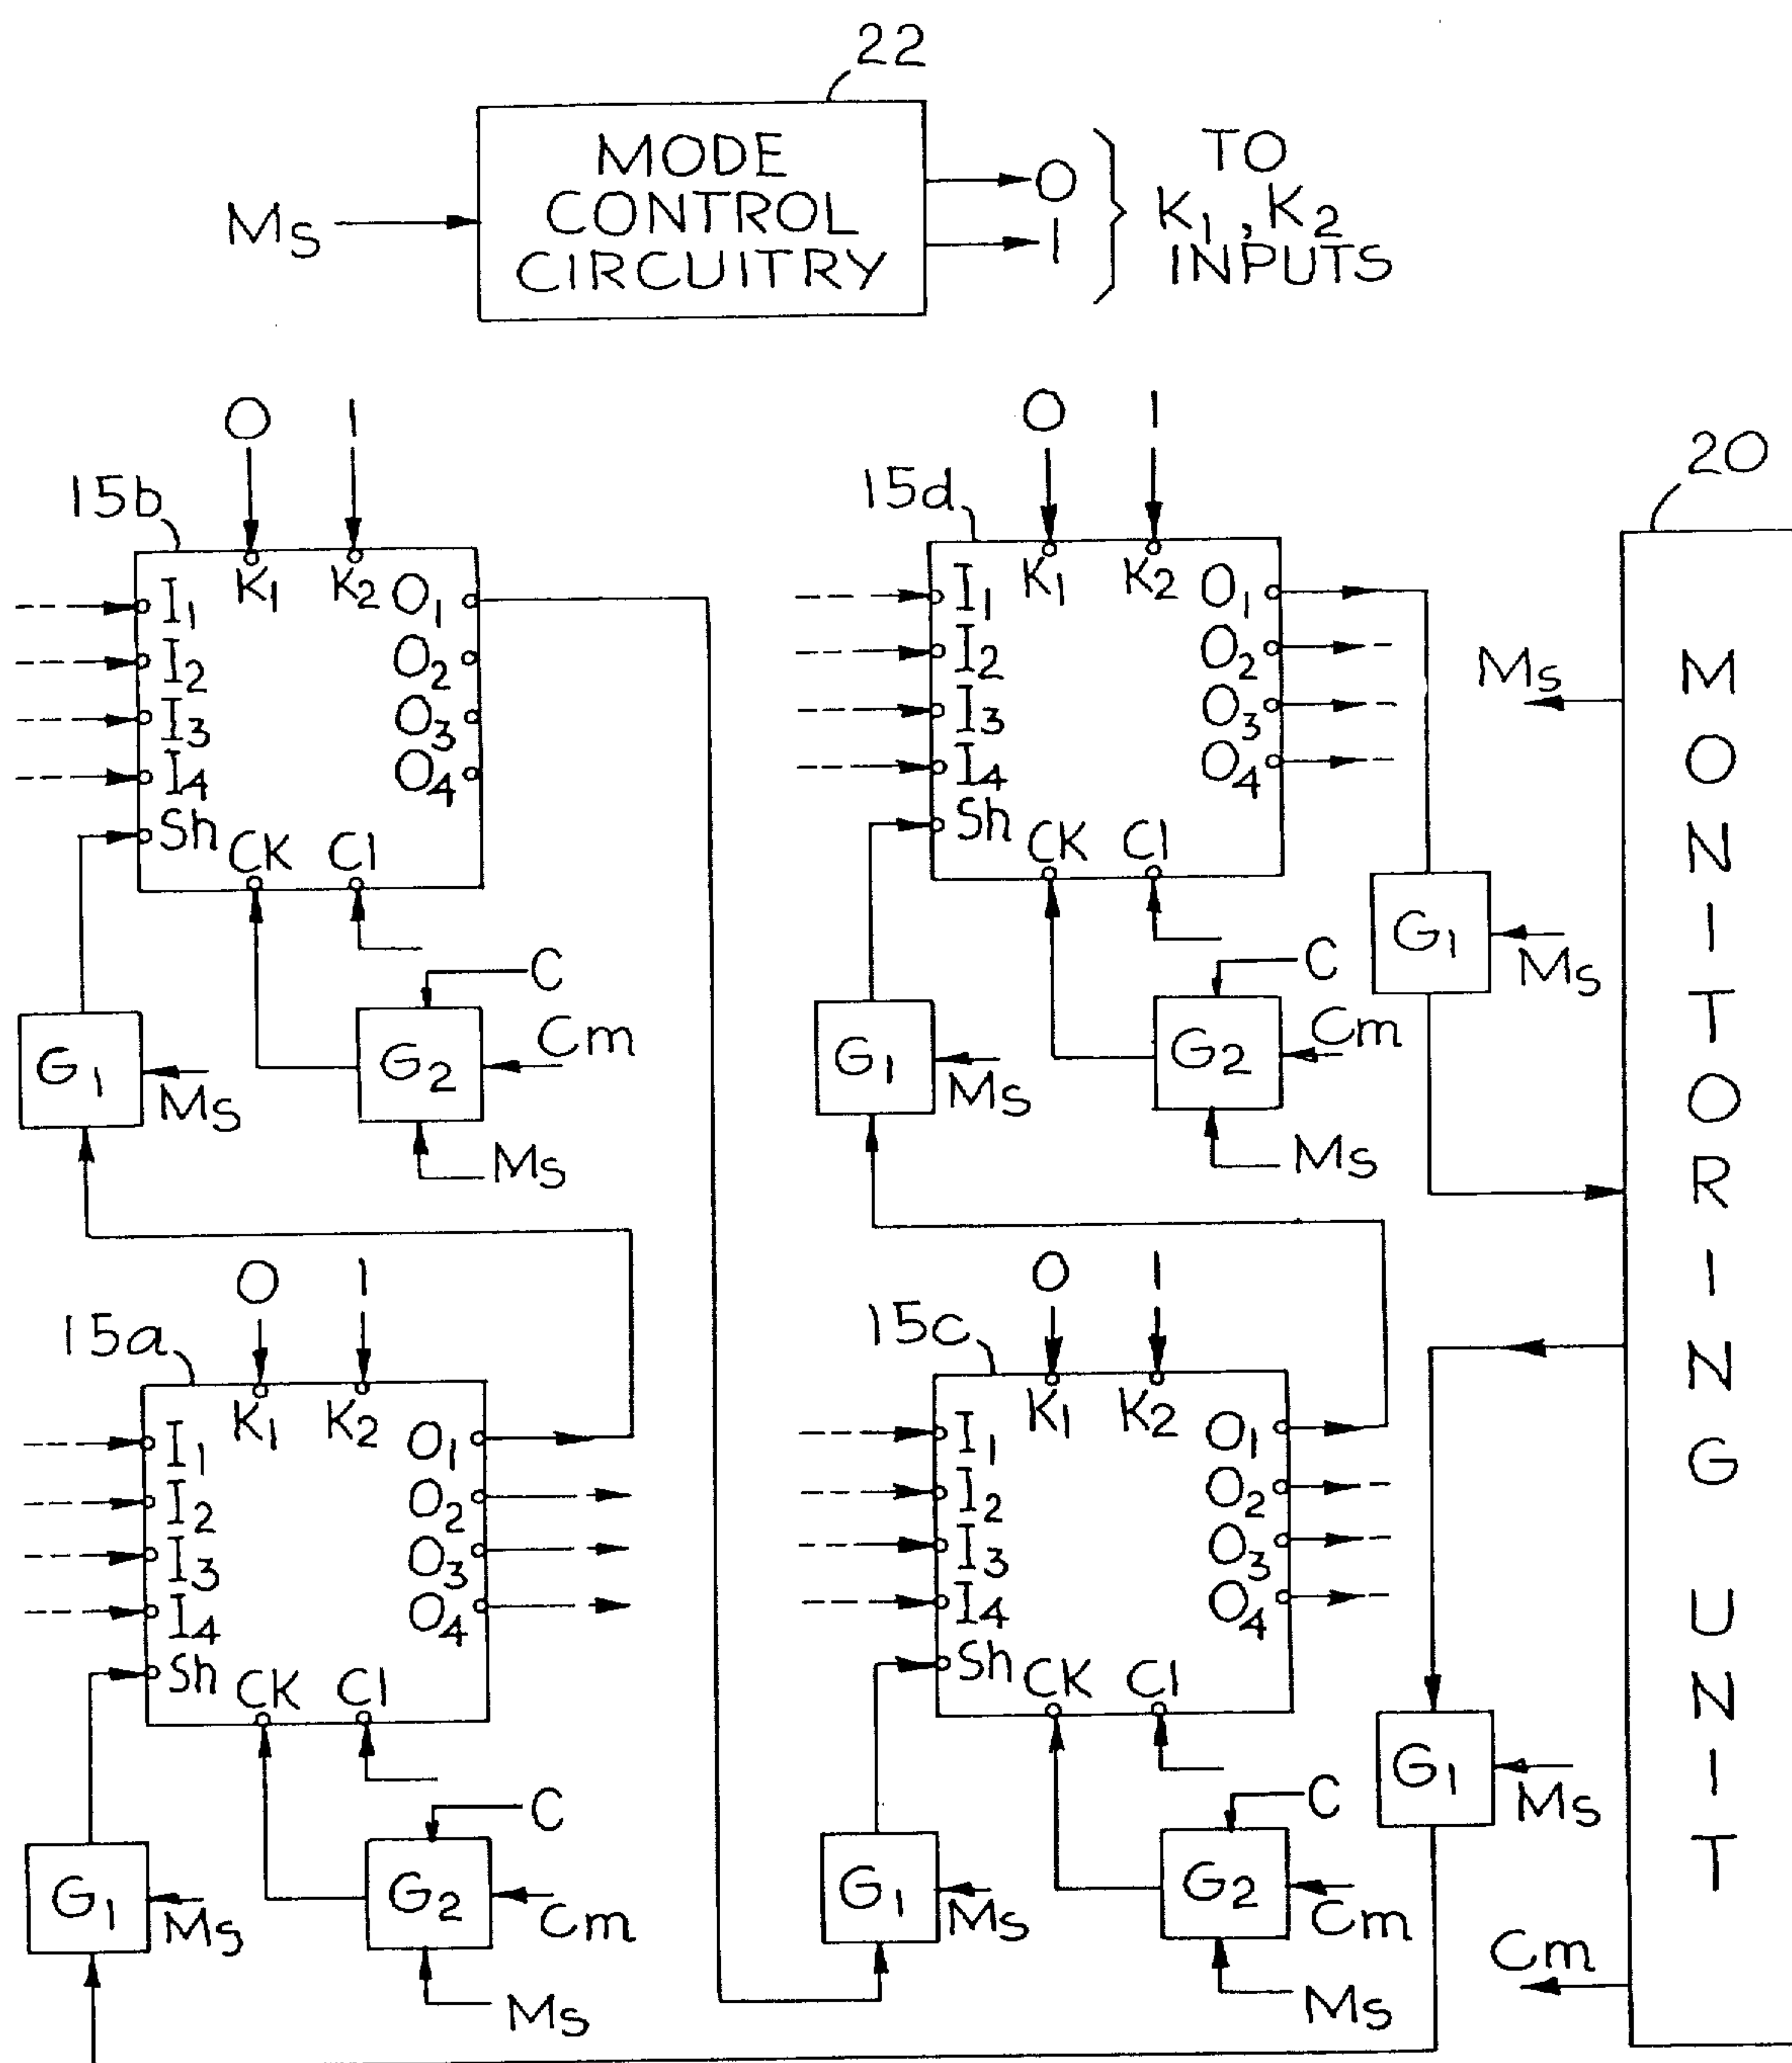 22
MODE
CONTROL
CIRCUITRY
Ms
0
1
TO
K1, K2
INPUTS
0
1
15b
K1
K2
I1
I2
I3
I4
Sh
CK
Cl
O1
O2
O3
O4
G1
Ms
G2
C
Cm
Ms
0
1
15d
K1
K2
I1
I2
I3
I4
Sh
CK
Cl
O1
O2
O3
O4
G1
Ms
G2
C
Cm
Ms
G1
Ms
20
MONITORING UNIT
Ms
0
1
15a
K1
K2
I1
I2
I3
I4
Sh
CK
Cl
O1
O2
O3
O4
G1
Ms
G2
C
Cm
Ms
0
1
15c
K1
K2
I1
I2
I3
I4
Sh
CK
Cl
O1
O2
O3
O4
G1
Ms
G2
C
Cm
Ms
G1
Ms
Cm